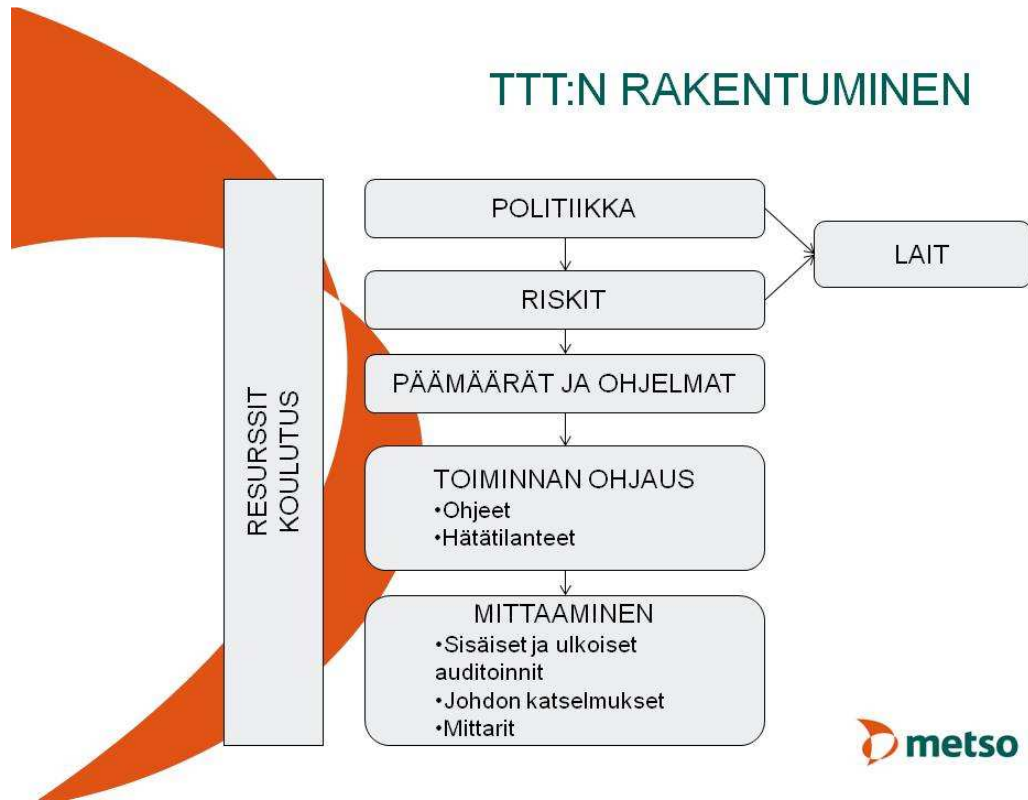 TTT:N RAKENTUMINEN
RESURSSIT
KOULUTUS
POLITIIKKA
LAIT
RISKIT
PÄÄMÄÄRÄT JA OHJELMAT
TOIMINNAN OHJAUS
•Ohjeet
•Hätätilanteet
MITTAAMINEN
•Sisäiset ja ulkoiset
auditoinnit
•Johdon katselmukset
•Mittarit
metso